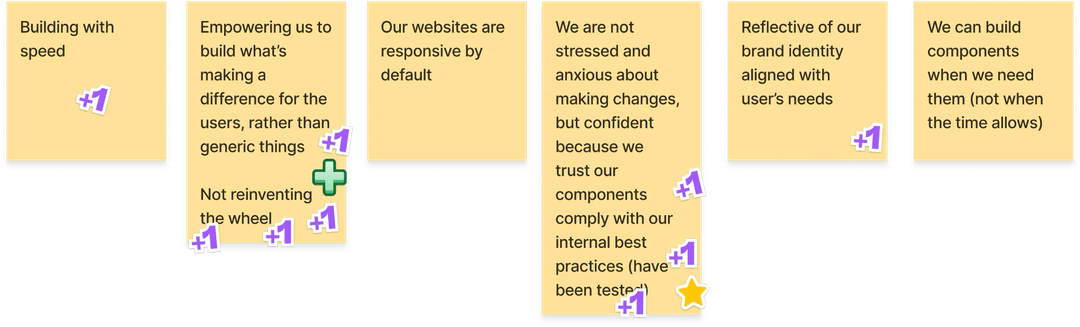 Building with
speed
+1
Empowering us to
build what's
making a
difference for the
users, rather than
generic things
+1
Not reinventing
the wheel
+1
+1
+1
Our websites are
responsive by
default
We are not
stressed and
anxious about
making changes,
but confident
because we
trust our
components
comply with our
internal best
practices (have
been tested)
+1
+1
+1
Reflective of our
brand identity
aligned with
user's needs
+1
We can build
components
when we need
them (not when
the time allows)